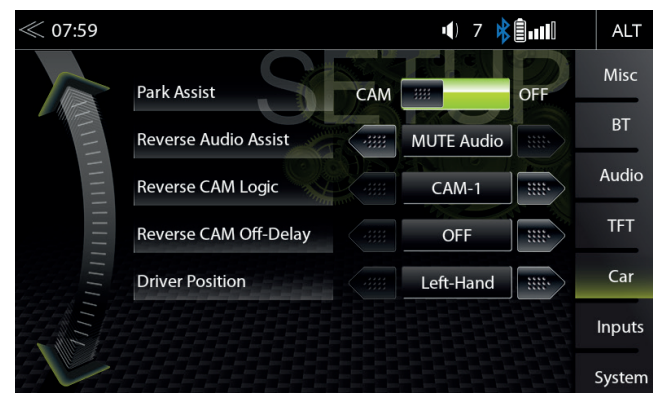 07:59 7 ALT
SETUP
Park Assist CAM OFF Misc
Reverse Audio Assist MUTE Audio BT
Reverse CAM Logic CAM-1 Audio
Reverse CAM Off-Delay OFF TFT
Driver Position Left-Hand Car
Inputs
System